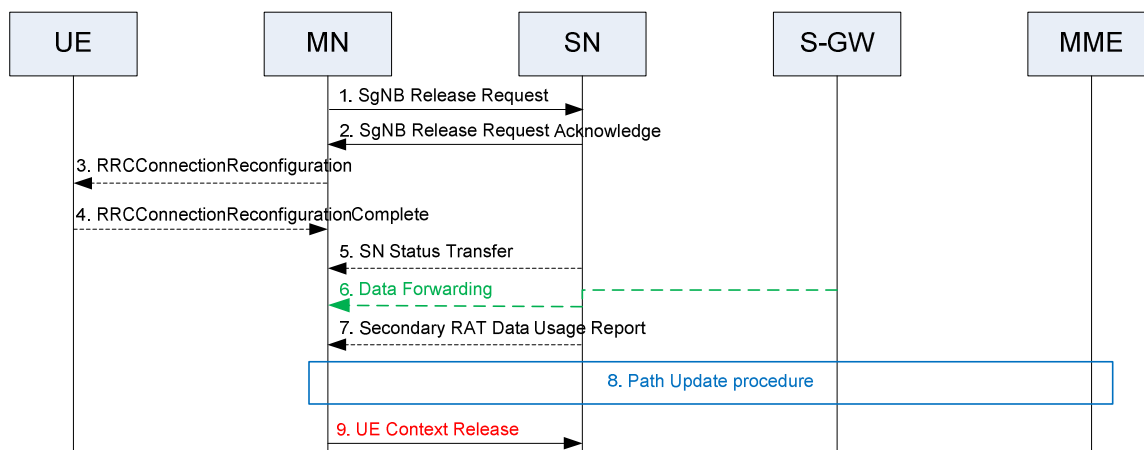 UE
MN
SN
S-GW
MME
1. SgNB Release Request
2. SgNB Release Request Acknowledge
3. RRCConnectionReconfiguration
4. RRCConnectionReconfigurationComplete
5. SN Status Transfer
6. Data Forwarding
7. Secondary RAT Data Usage Report
8. Path Update procedure
9. UE Context Release